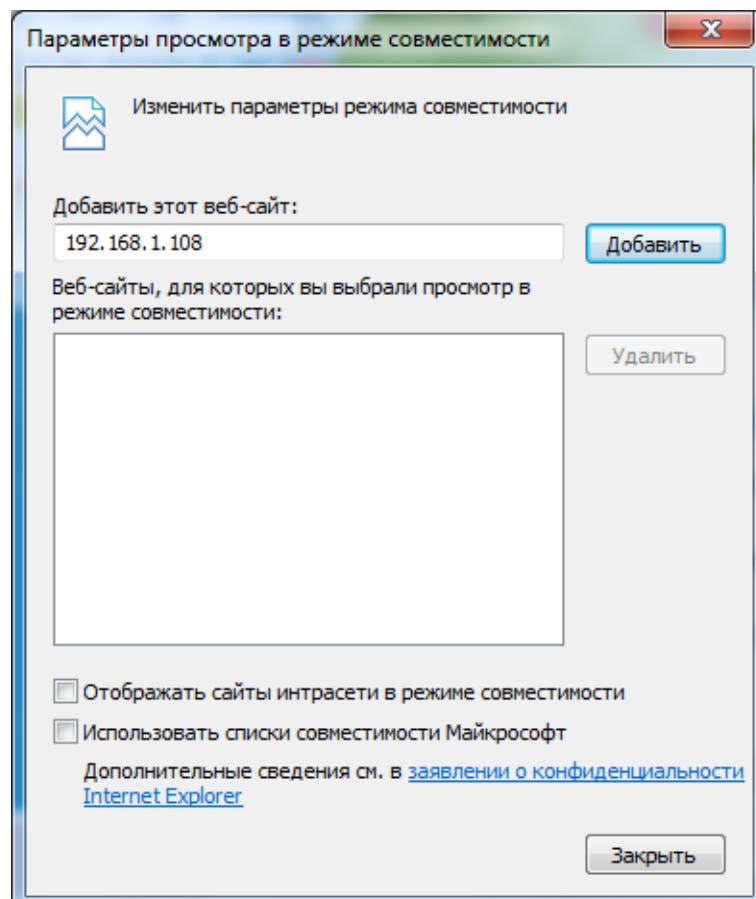 Параметры просмотра в режиме совместимости
Изменить параметры режима совместимости
Добавить этот веб-сайт:
192.168.1.108
Добавить
Веб-сайты, для которых вы выбрали просмотр в
режиме совместимости:
Удалить
Отображать сайты интрасети в режиме совместимости
Использовать списки совместимости Майкрософт
Дополнительные сведения см. в заявлении о конфиденциальности
Internet Explorer
Закрыть